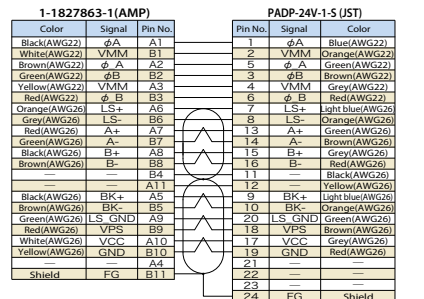 1-1827863-1(AMP) PADP-24V-1-S (JST)
Color Signal Pin No. Pin No. Signal Color
Black(AWG22) φA A1 1 φA Blue(AWG22)
White(AWG22) VMM B1 2 VMM Orange(AWG22)
Brown(AWG22) φ_A A2 5 φ_A Green(AWG22)
Green(AWG22) φB B2 3 φB Brown(AWG22)
Yellow(AWG22) VMM A3 4 VMM Grey(AWG22)
Red(AWG22) φ_B B3 6 φ_B Red(AWG22)
Orange(AWG26) LS+ A6 7 LS+ Light blue(AWG26)
Grey(AWG26) LS- B6 8 LS- Orange(AWG26)
Red(AWG26) A+ A7 13 A+ Green(AWG26)
Green(AWG26) A- B7 14 A- Brown(AWG26)
Black(AWG26) B+ A8 15 B+ Grey(AWG26)
Brown(AWG26) B- B8 16 B- Red(AWG26)
— — B4 11 — Black(AWG26)
— — A11 12 — Yellow(AWG26)
Black(AWG26) BK+ A5 9 BK+ Light blue(AWG26)
Brown(AWG26) BK- B5 10 BK- Orange(AWG26)
Green(AWG26) LS_GND A9 20 LS_GND Green(AWG26)
Red(AWG26) VPS B9 18 VPS Brown(AWG26)
White(AWG26) VCC A10 17 VCC Grey(AWG26)
Yellow(AWG26) GND B10 19 GND Red(AWG26)
— — A4 21 — —
Shield FG B11 22 — —
23 — —
24 FG Shield